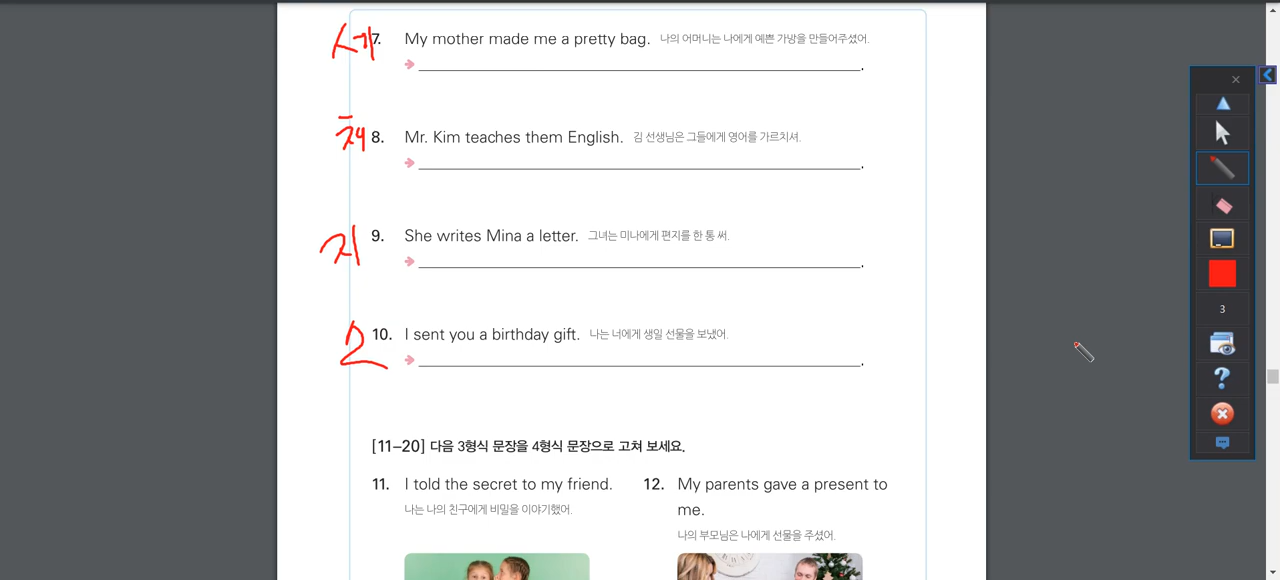 7. My mother made me a pretty bag. 나의 어머니는 나에게 예쁜 가방을 만들어주셨어.
8. Mr. Kim teaches them English. 김 선생님은 그들에게 영어를 가르치셔.
9. She writes Mina a letter. 그녀는 미나에게 편지를 한 통 써.
10. I sent you a birthday gift. 나는 너에게 생일 선물을 보냈어.
[11–20] 다음 3형식 문장을 4형식 문장으로 고쳐 보세요.
11. I told the secret to my friend.
나는 나의 친구에게 비밀을 이야기했어.
12. My parents gave a present to
me.
나의 부모님은 나에게 선물을 주셨어.
3